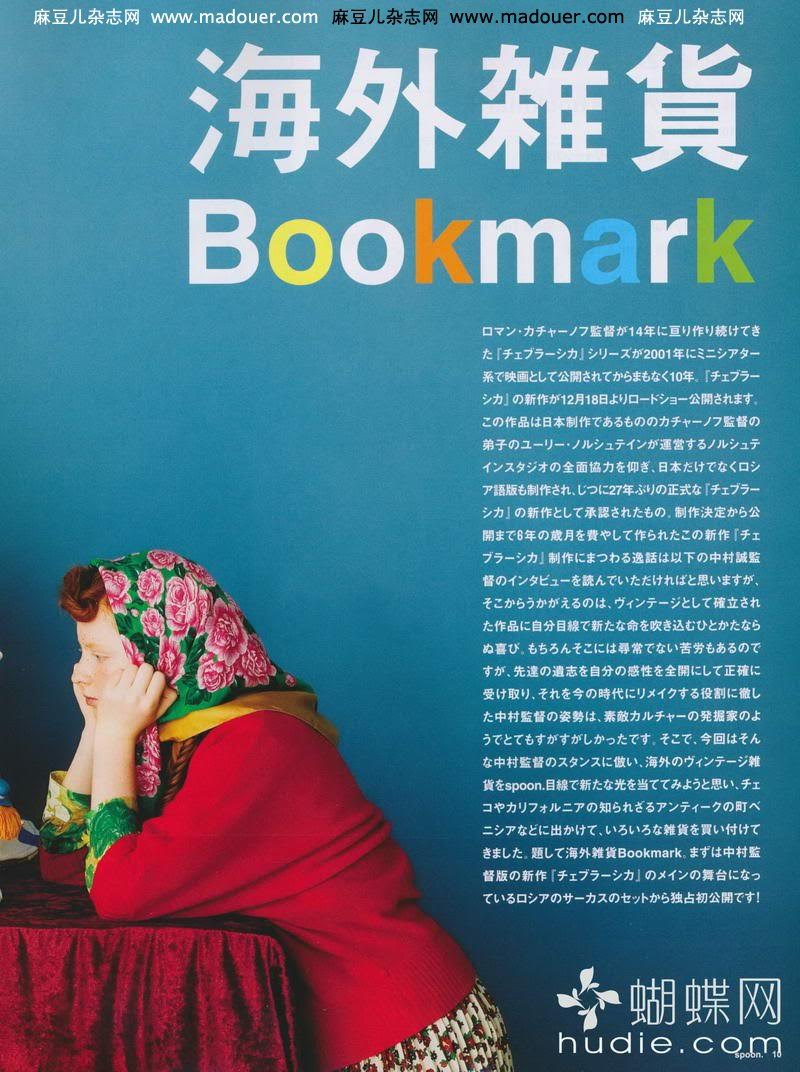 麻豆儿杂志网 www.madouer.com 麻豆儿杂志网 www.madouer.com 麻豆儿杂志网
海外雑貨
Bookmark
ロマン・カチャーノフ監督が14年に亘り作り続けてき
た『チェブラーシカ』シリーズが2001年にミニシアター
系で映画として公開されてからまもなく10年。『チェブラー
シカ』の新作が12月18日よりロードショー公開されます。
この作品は日本制作であるもののカチャーノフ監督の
弟子のユーリー・ノルシュテインが運営するノルシュテ
インスタジオの全面協力を仰ぎ、日本だけでなくロシ
ア語版も制作され、じつに27年ぶりの正式な『チェブラー
シカ』の新作として承認されたもの。制作決定から公
開まで6年の歳月を費やして作られたこの新作『チェ
ブラーシカ』制作にまつわる逸話は以下の中村誠監
督のインタビューを読んでいただければと思いますが、
そこからうかがえるのは、ヴィンテージとして確立され
た作品に自分目線で新たな命を吹き込むひとかたなら
ぬ喜び。もちろんそこには尋常でない苦労もあるので
すが、先達の遺志を自分の感性を全開にして正確に
受け取り、それを今の時代にリメイクする役割に徹し
た中村監督の姿勢は、素敵カルチャーの発掘家のよ
うでとてもすがすがしかったです。そこで、今回はそん
な中村監督のスタンスに倣い、海外のヴィンテージ雑
貨をspoon.目線で新たな光を当ててみようと思い、チェ
コやカリフォルニアの知られざるアンティークの町ベ
ニシアなどに出かけて、いろいろな雑貨を買い付けて
きました。題して海外雑貨Bookmark。まずは中村監
督版の新作『チェブラーシカ』のメインの舞台になっ
ているロシアのサーカスのセットから独占初公開です!
蝴蝶网
hudie.com
spoon. 10